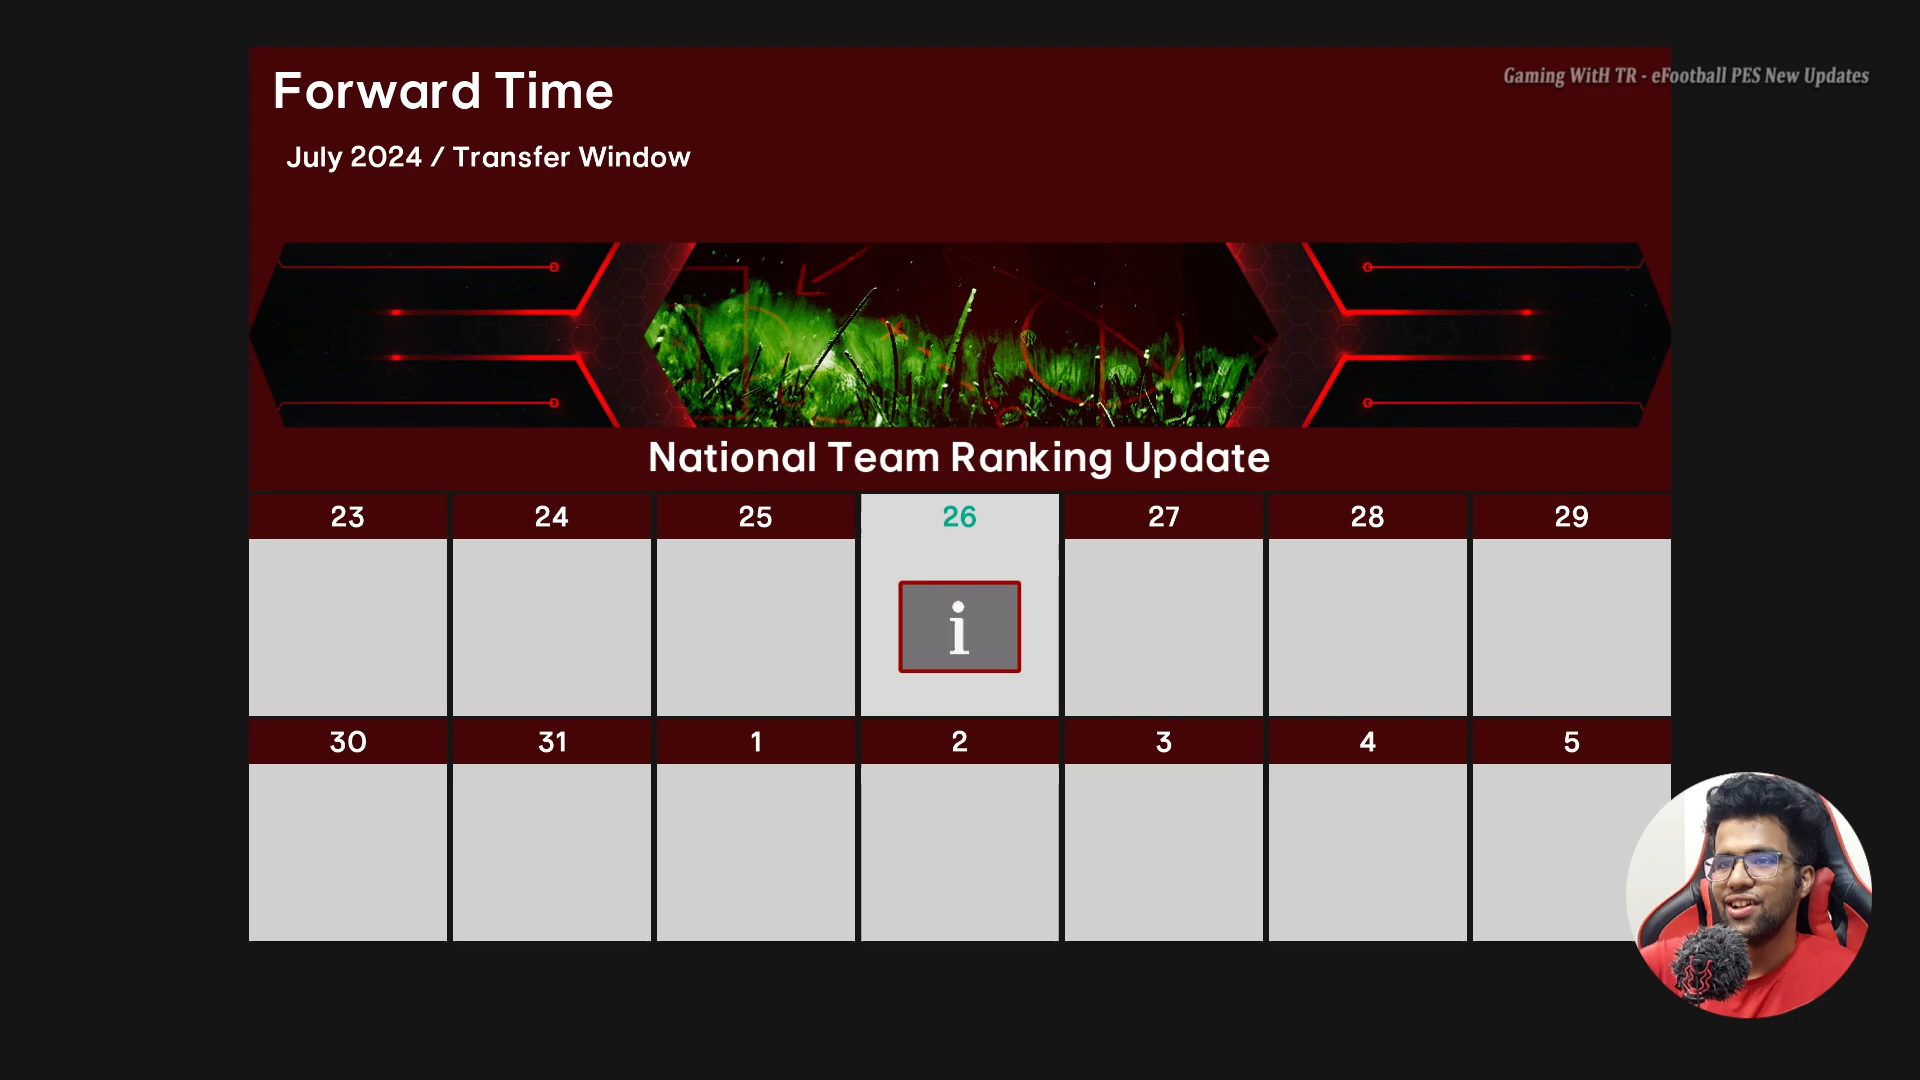 Forward Time
Gaming WitH TR - eFootball PES New Updates
July 2024 / Transfer Window
National Team Ranking Update
23 24 25 26 27 28 29
i
30 31 1 2 3 4 5